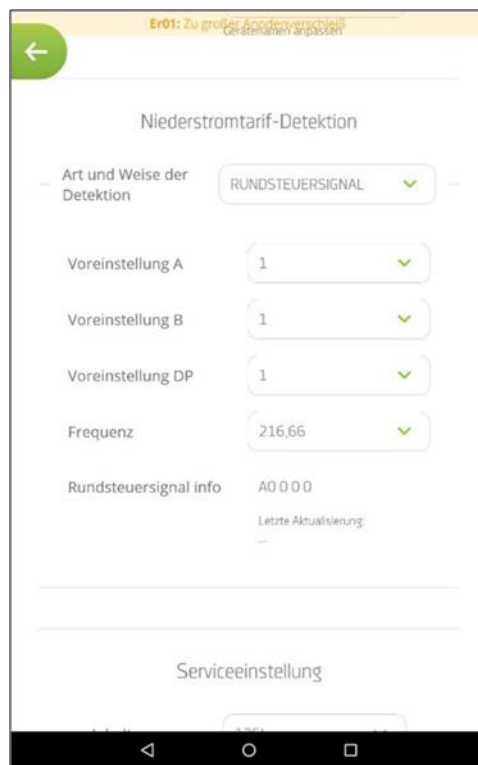 Er01: Zu großer Anodenverschleiß
Gerätenamen anpassen
Niederstromtarif-Detektion
Art und Weise der
Detektion
RUNDSTEUERSIGNAL
Voreinstellung A
1
Voreinstellung B
1
Voreinstellung DP
1
Frequenz
216,66
Rundsteuersignal info
A0 0 0 0
Letzte Aktualisierung:
--
Serviceeinstellung